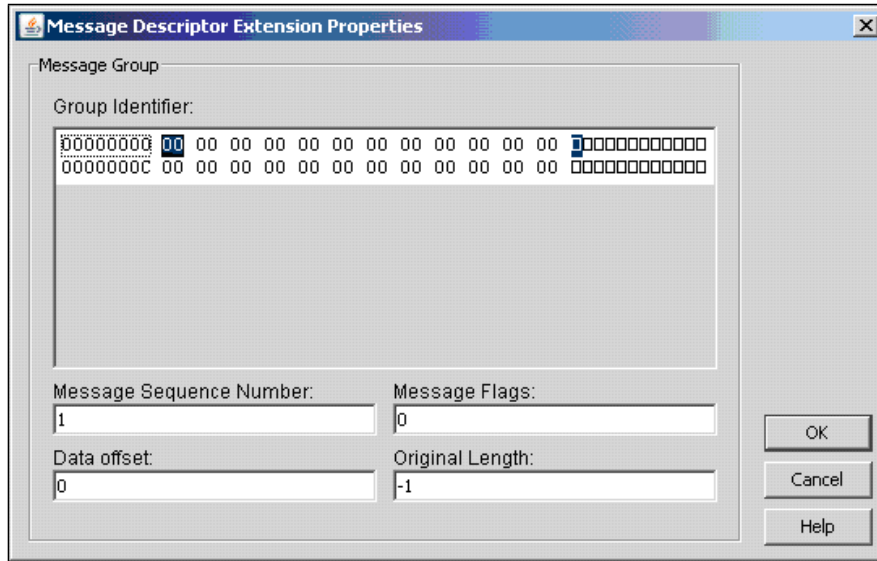 Message Descriptor Extension Properties
Message Group
Group Identifier:
00000000 00 00 00 00 00 00 00 00 00 00 00 00 □□□□□□□□□□□□
0000000C 00 00 00 00 00 00 00 00 00 00 00 00 □□□□□□□□□□□□
Message Sequence Number: Message Flags:
1 0
Data offset: Original Length:
0 -1
OK
Cancel
Help